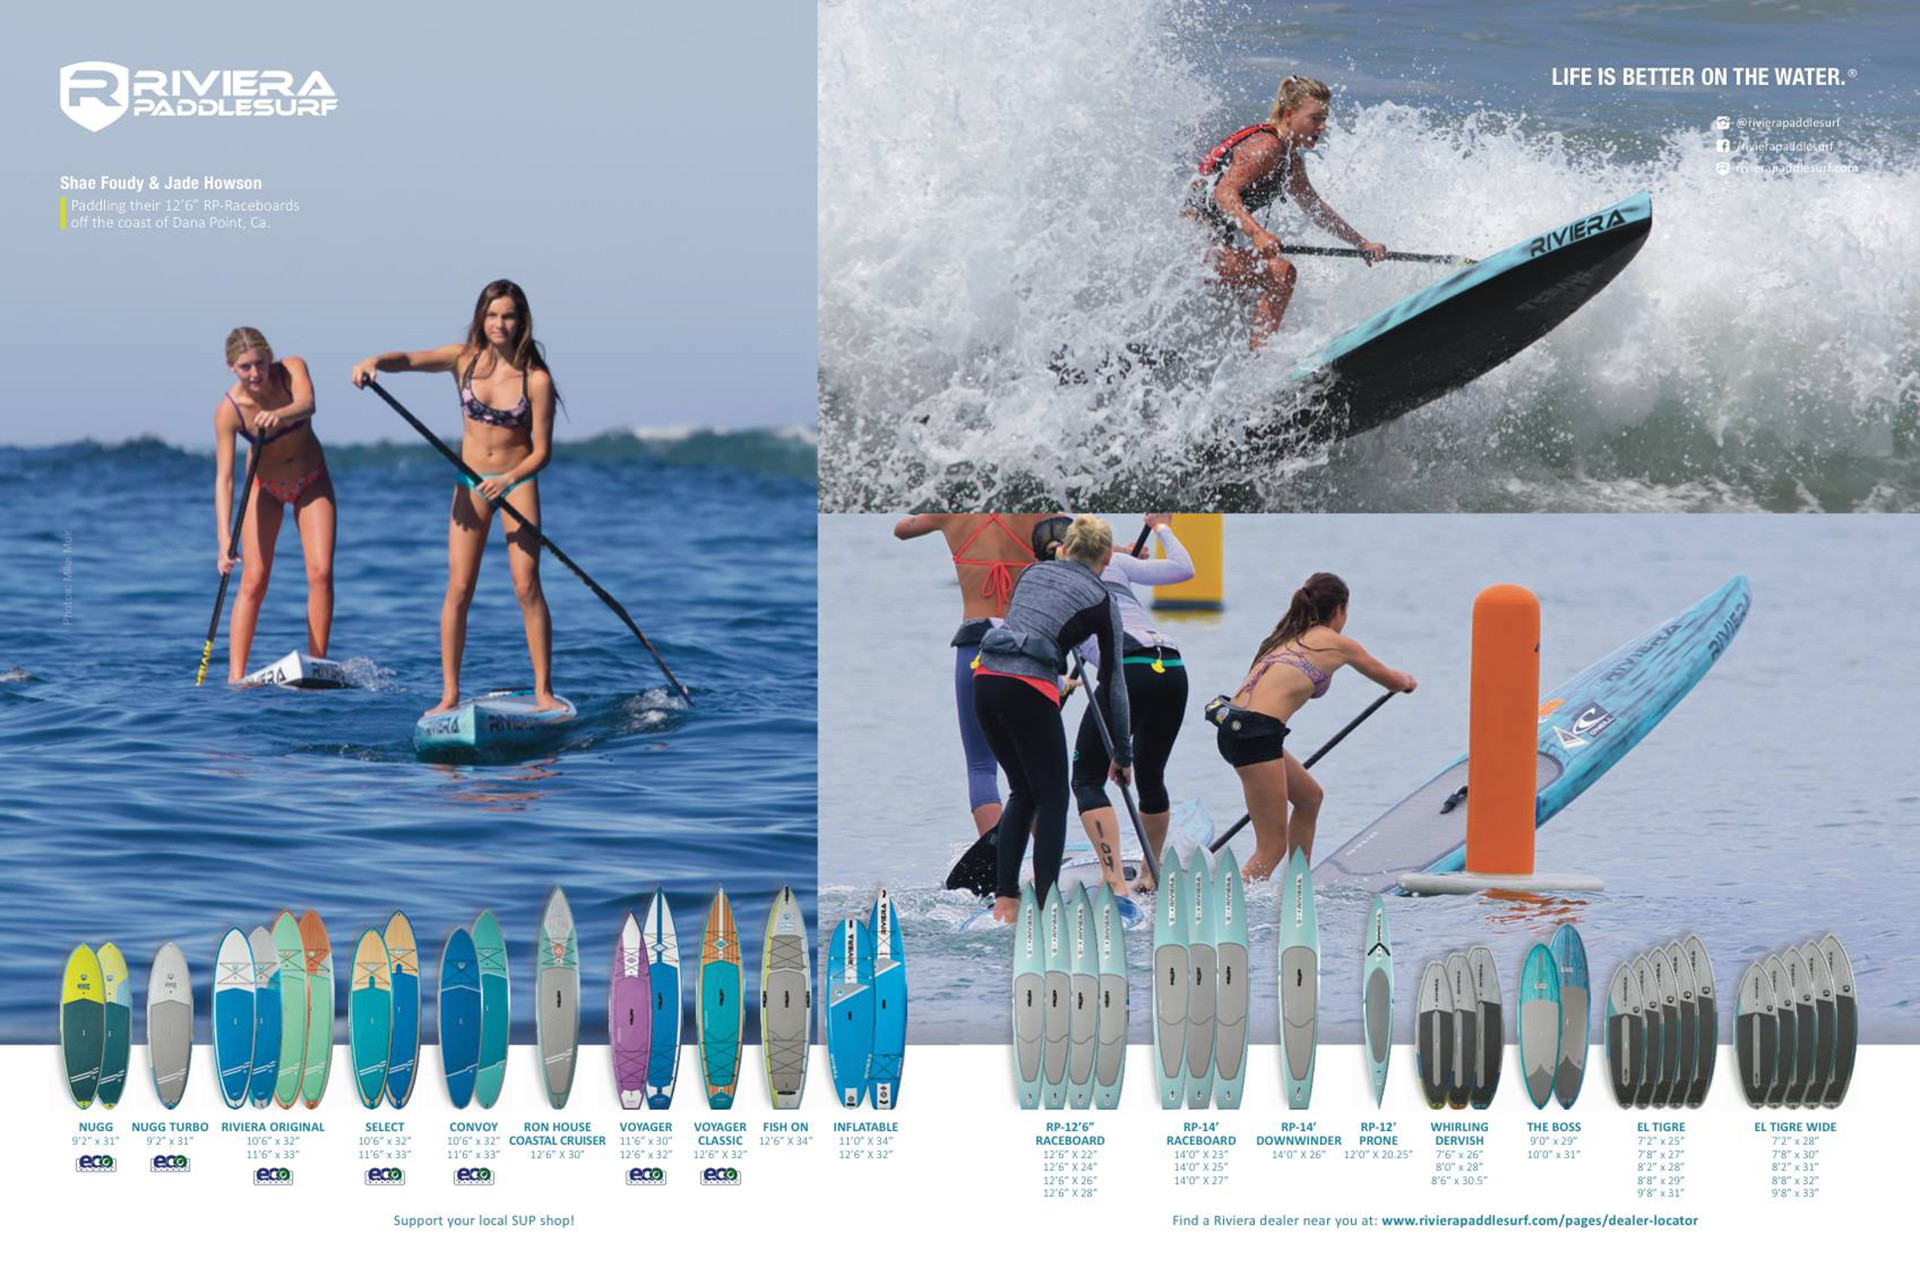 RIVIERA
PADDLESURF
Shae Foudy & Jade Howson
Paddling their 12'6" RP-Raceboards
off the coast of Dana Point, Ca.
Photos: Mike Muir
LIFE IS BETTER ON THE WATER.®
@rivierapaddlesurf
/rivierapaddlesurf
rivierapaddlesurf.com
RIVIERA
RIVIERA
RIVIERA
RIVIERA
RIVIERA
O'NEILL
NUGG
9'2" x 31"
eco
NUGG TURBO
9'2" x 31"
eco
RIVIERA ORIGINAL
10'6" x 32"
11'6" x 33"
eco
SELECT
10'6" x 32"
11'6" x 33"
eco
CONVOY
10'6" x 32"
11'6" x 33"
eco
RON HOUSE
COASTAL CRUISER
12'6" X 30"
VOYAGER
11'6" x 30"
12'6" x 32"
eco
VOYAGER
CLASSIC
12'6" X 32"
eco
FISH ON
12'6" X 34"
INFLATABLE
11'0" X 34"
12'6" X 32"
RP-12'6"
RACEBOARD
12'6" X 22"
12'6" X 24"
12'6" X 26"
12'6" X 28"
RP-14'
RACEBOARD
14'0" X 23"
14'0" X 25"
14'0" X 27"
RP-14'
DOWNWINDER
14'0" X 26"
RP-12'
PRONE
12'0" X 20.25"
WHIRLING
DERVISH
7'6" x 26"
8'0" x 28"
8'6" x 30.5"
THE BOSS
9'0" x 29"
10'0" x 31"
EL TIGRE
7'2" x 25"
7'8" x 27"
8'2" x 28"
8'8" x 29"
9'8" x 31"
EL TIGRE WIDE
7'2" x 28"
7'8" x 30"
8'2" x 31"
8'8" x 32"
9'8" x 33"
Support your local SUP shop!
Find a Riviera dealer near you at: www.rivierapaddlesurf.com/pages/dealer-locator